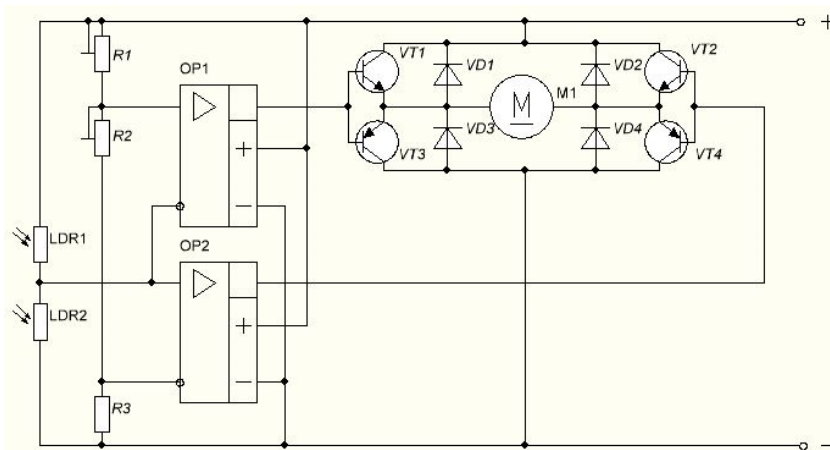 +
R1
OP1
VT1
VD1
VD2
VT2
M
M1
R2
+
VT3
VD3
VD4
VT4
−
LDR1
OP2
LDR2
+
−
R3
−